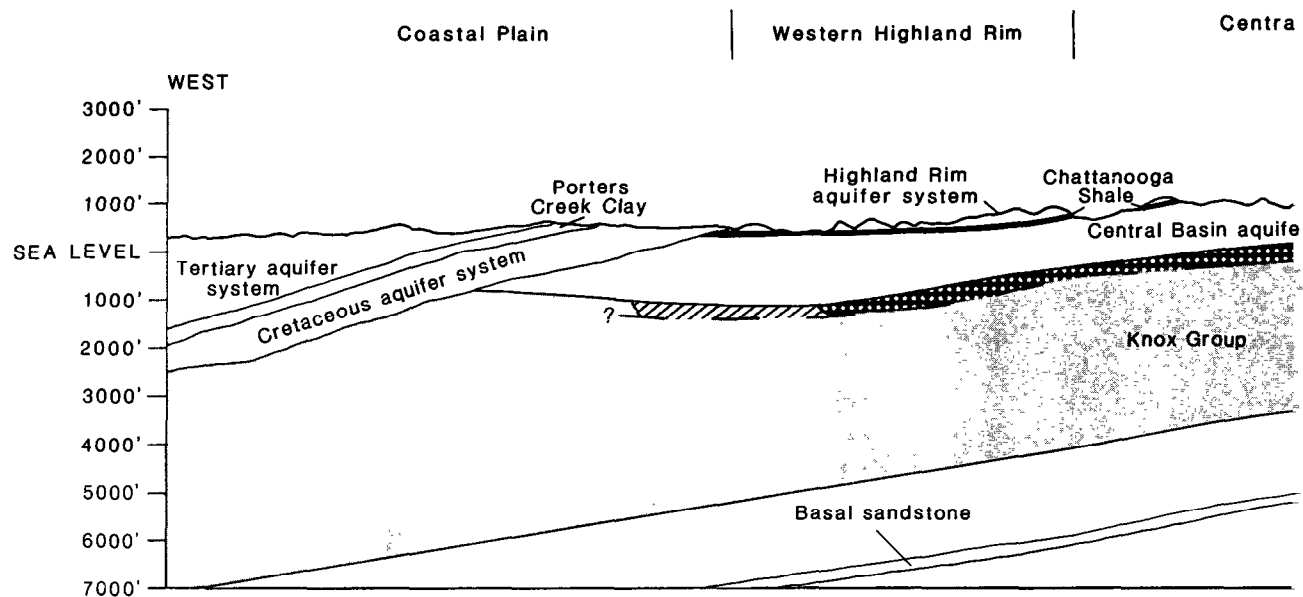 Coastal Plain
Western Highland Rim
Centra
WEST
3000'
2000'
1000'
SEA LEVEL
1000'
2000'
3000'
4000'
5000'
6000'
7000'
Porters
Creek Clay
Highland Rim
aquifer system
Chattanooga
Shale
Central Basin aquife
Tertiary aquifer
system
Cretaceous aquifer system
?
Knox Group
Basal sandstone